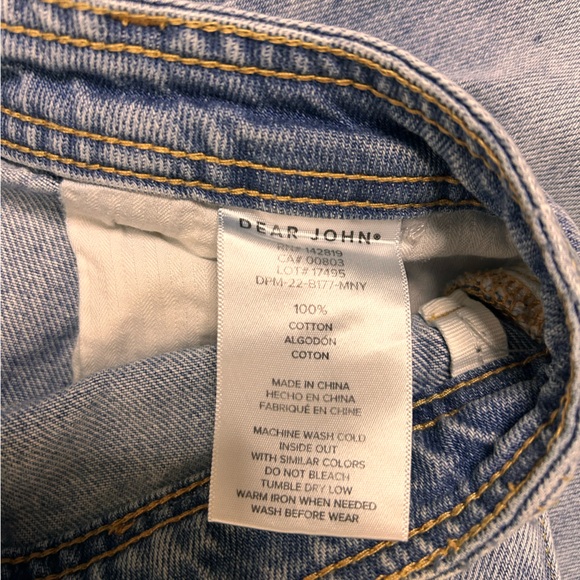 DEAR JOHN®
RN# 142819
CA# 00803
LOT# 17495
DPM-22-B177-MNY
100%
COTTON
ALGODÓN
COTON
MADE IN CHINA
HECHO EN CHINA
FABRIQUÉ EN CHINE
MACHINE WASH COLD
INSIDE OUT
WITH SIMILAR COLORS
DO NOT BLEACH
TUMBLE DRY LOW
WARM IRON WHEN NEEDED
WASH BEFORE WEAR